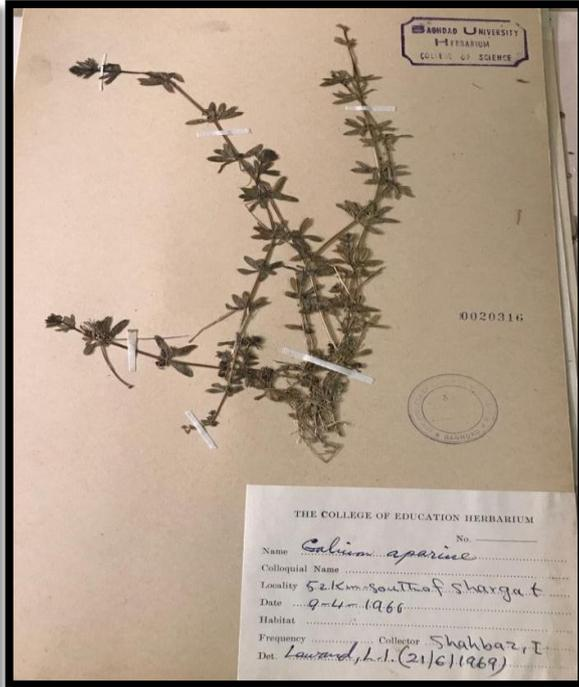 BAGHDAD UNIVERSITY
HERBARIUM
COLLEGE OF SCIENCE
0020316
BAGHDAD
THE COLLEGE OF EDUCATION HERBARIUM
No.
Name Galium aparine
Colloquial Name
Locality 52 Km south of Shargat
Date 9-4-1966
Habitat
Frequency Collector Shahbaz, I
Det. Lawand, L.I. (21/6/1969)